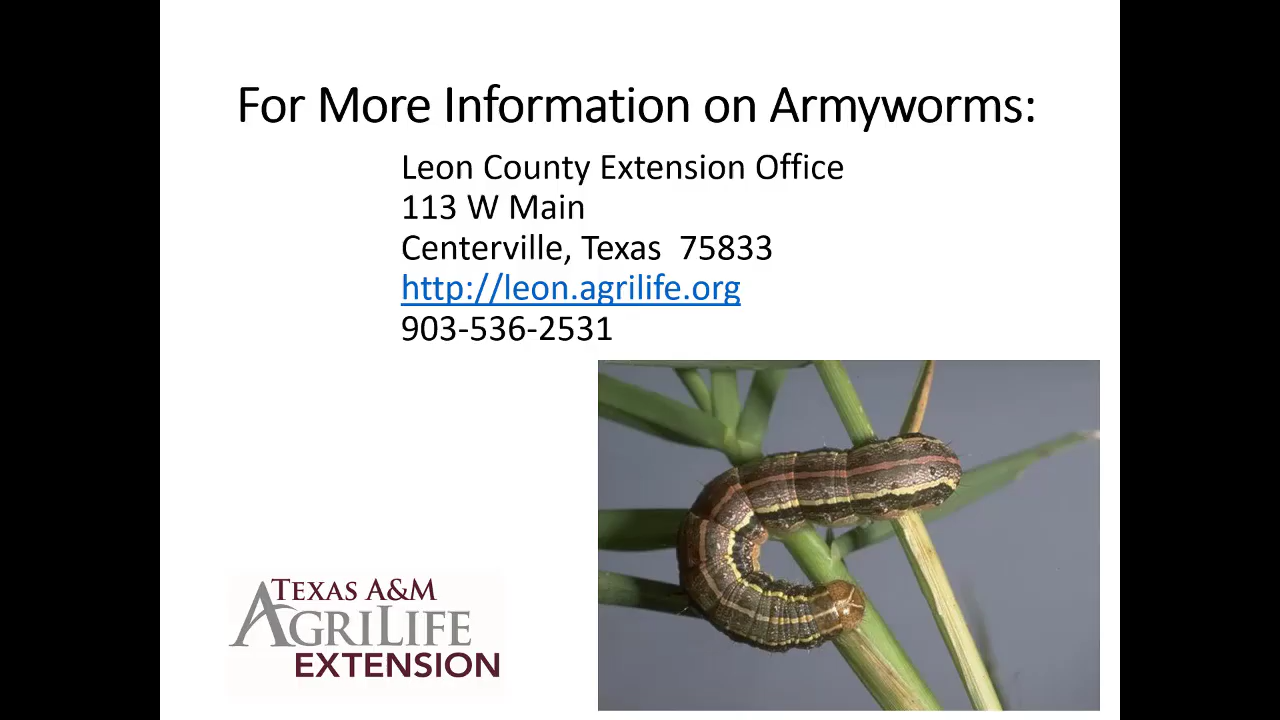 For More Information on Armyworms:
Leon County Extension Office
113 W Main
Centerville, Texas  75833
http://leon.agrilife.org
903-536-2531
TEXAS A&M
AGRILIFE
EXTENSION